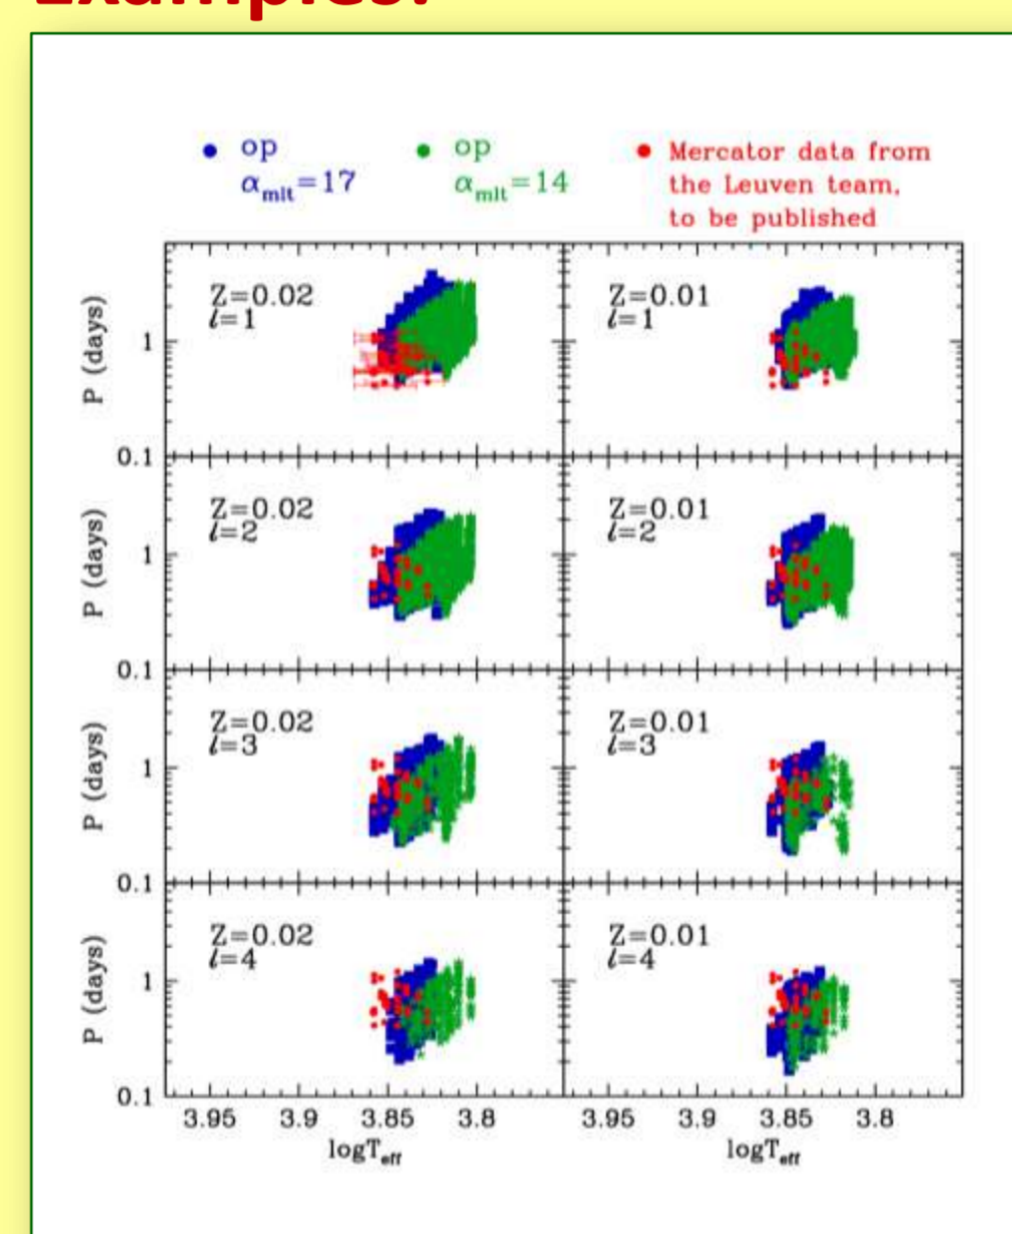 Examples:
op
α_mlt=17
op
α_mlt=14
Mercator data from
the Leuven team,
to be published
Z=0.02
ℓ=1
Z=0.01
ℓ=1
P (days)
1
0.1
Z=0.02
ℓ=2
Z=0.01
ℓ=2
P (days)
1
0.1
Z=0.02
ℓ=3
Z=0.01
ℓ=3
P (days)
1
0.1
Z=0.02
ℓ=4
Z=0.01
ℓ=4
P (days)
1
0.1
3.95 3.9 3.85 3.8 3.95 3.9 3.85 3.8
logT_eff logT_eff